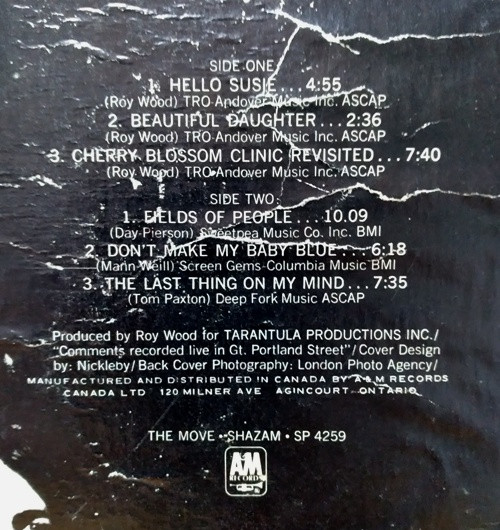 SIDE ONE:
1. HELLO SUSIE...4:55
(Roy Wood) TRO-Andover Music Inc. ASCAP
2. BEAUTIFUL DAUGHTER...2:36
(Roy Wood) TRO-Andover Music Inc. ASCAP
3. CHERRY BLOSSOM CLINIC REVISITED...7:40
(Roy Wood) TRO-Andover Music Inc. ASCAP
SIDE TWO:
1. FIELDS OF PEOPLE....10.09
(Day-Pierson) Sweetpea Music Co. Inc. BMI
2. DON'T MAKE MY BABY BLUE...6:18
(Mann-Weill) Screen Gems-Columbia Music BMI
3. THE LAST THING ON MY MIND...7:35
(Tom Paxton) Deep Fork Music ASCAP
Produced by Roy Wood for TARANTULA PRODUCTIONS INC./
"Comments recorded live in Gt. Portland Street"/Cover Design
by: Nickleby/Back Cover Photography: London Photo Agency/
MANUFACTURED AND DISTRIBUTED IN CANADA BY A&M RECORDS
CANADA LTD 120 MILNER AVE AGINCOURT, ONTARIO
THE MOVE • SHAZAM • SP 4259
A&M
RECORDS